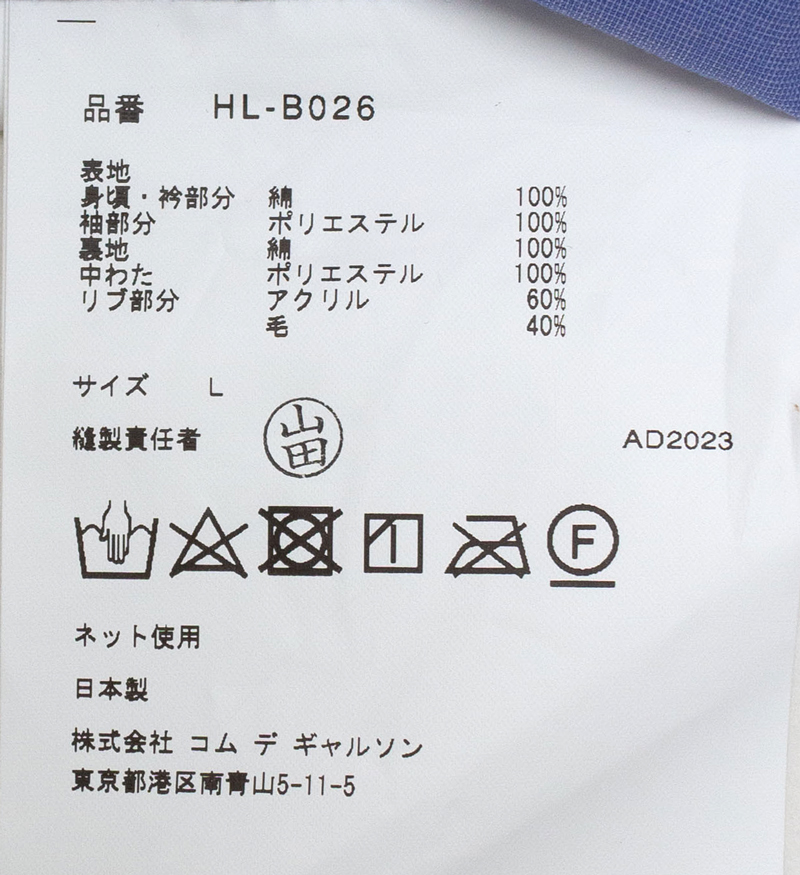 品番 HL-B026
表地
身頃・衿部分 綿 100%
袖部分 ポリエステル 100%
裏地 綿 100%
中わた ポリエステル 100%
リブ部分 アクリル 60%
毛 40%
サイズ L
縫製責任者 山田 AD2023
F
ネット使用
日本製
株式会社 コム デ ギャルソン
東京都港区南青山5-11-5